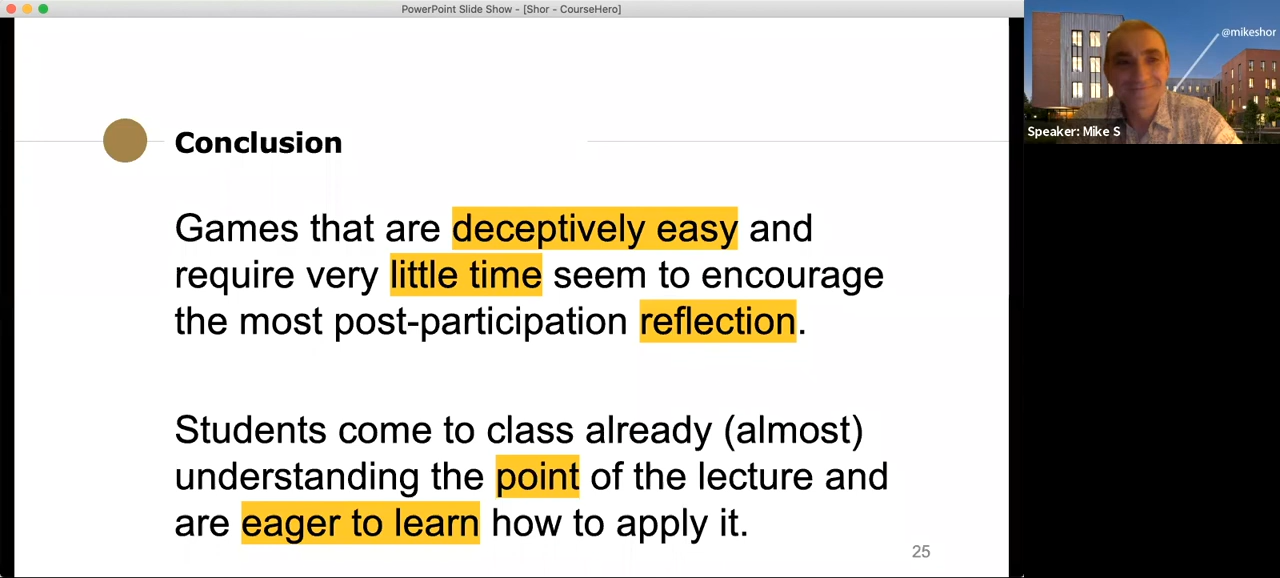 PowerPoint Slide Show - [Shor - CourseHero]
@mikeshor
Speaker: Mike S
Conclusion
Games that are deceptively easy and
require very little time seem to encourage
the most post-participation reflection.
Students come to class already (almost)
understanding the point of the lecture and
are eager to learn how to apply it.
25